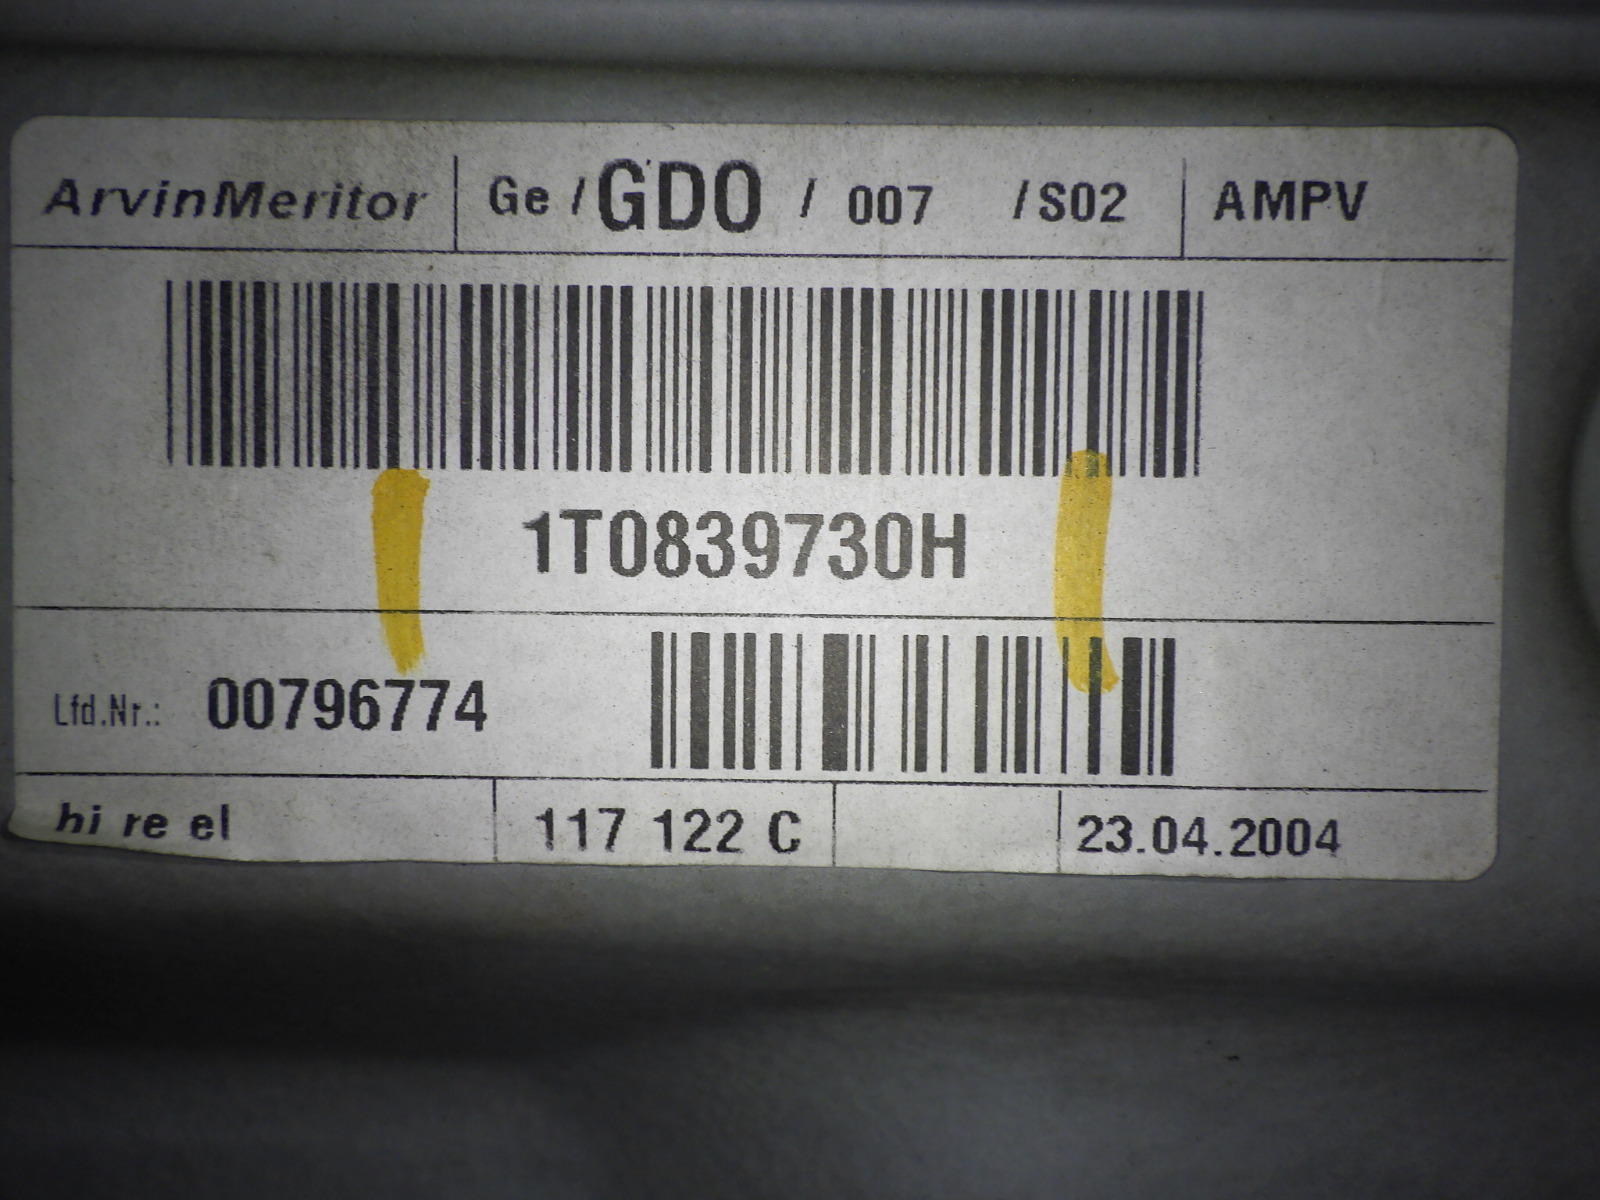 ArvinMeritor Ge / GDO / 007 / S02 AMPV
1T0839730H
Lfd.Nr.: 00796774
hi re el 117 122 C 23.04.2004